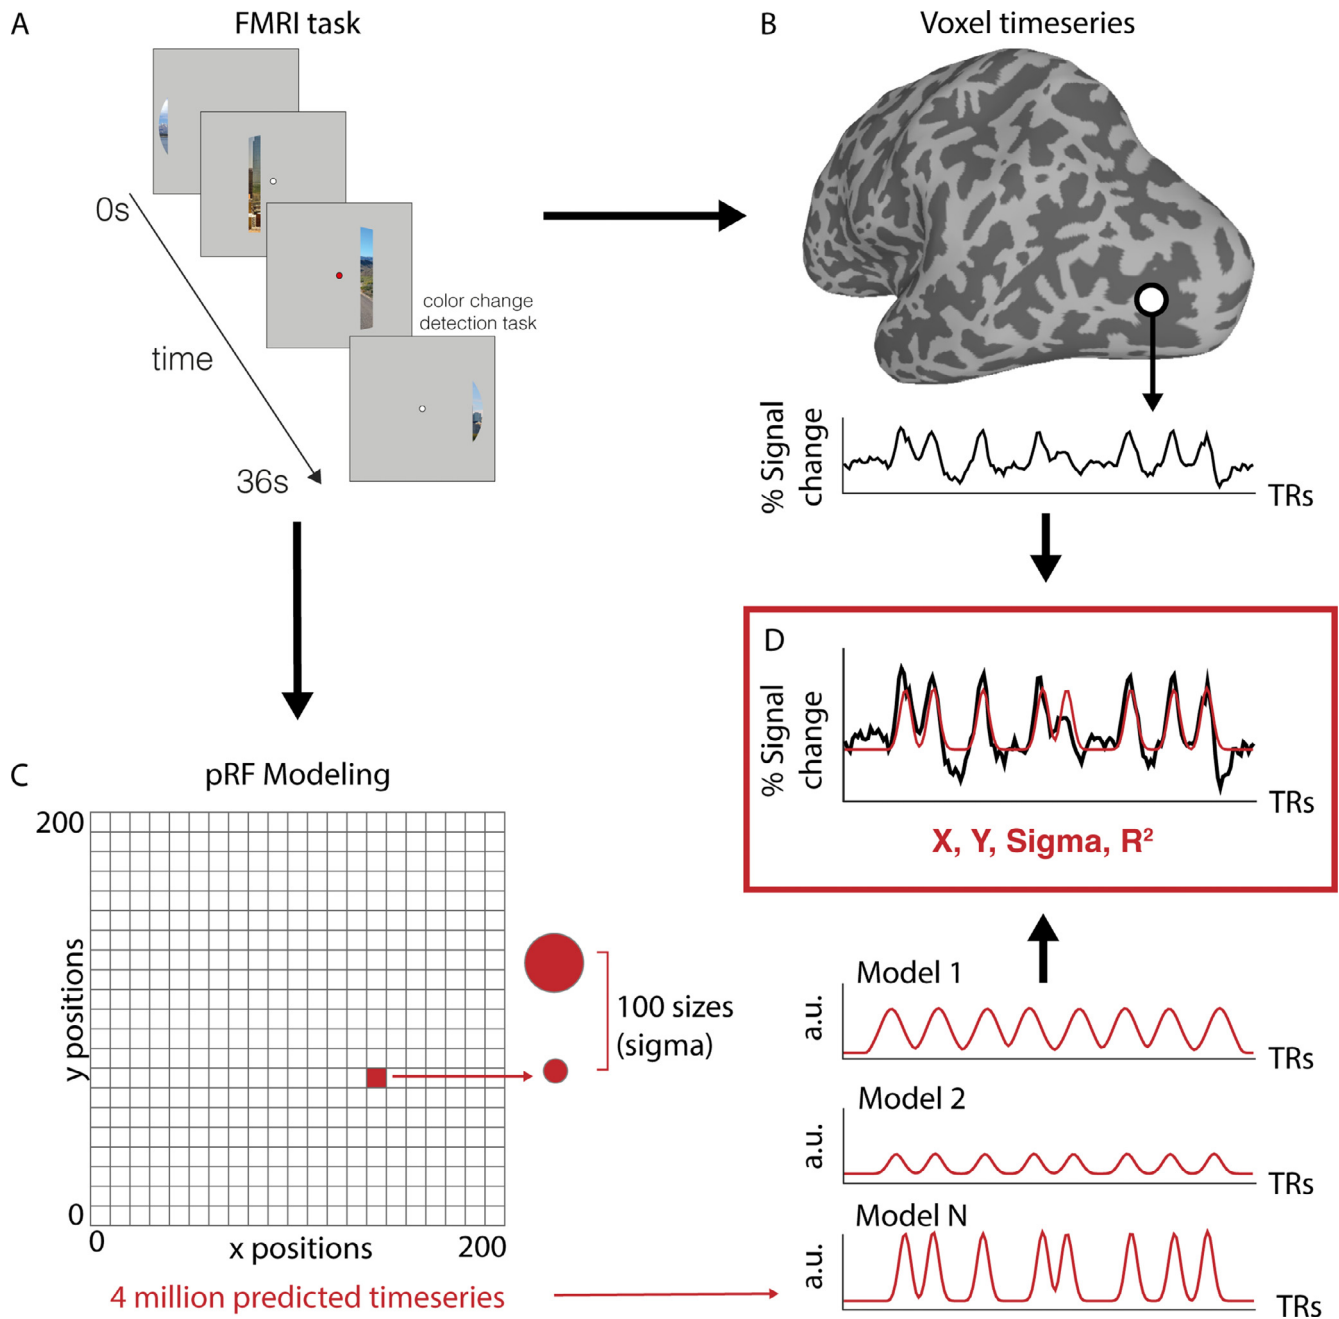 A
FMRI task
0s
time
36s
color change
detection task
B
Voxel timeseries
% Signal
change
TRs
C
pRF Modeling
200
y positions
0
0
x positions
200
100 sizes
(sigma)
4 million predicted timeseries
D
% Signal
change
TRs
X, Y, Sigma, R²
Model 1
a.u.
TRs
Model 2
a.u.
TRs
Model N
a.u.
TRs